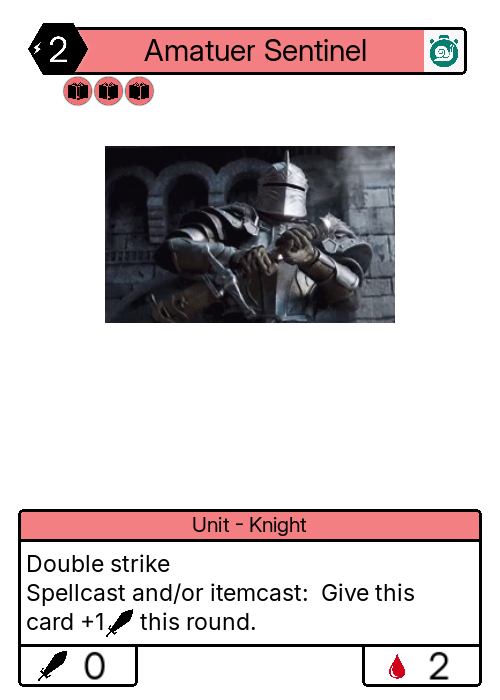 2
Amatuer Sentinel
Unit - Knight
Double strike
Spellcast and/or itemcast: Give this
card +1 this round.
0
2